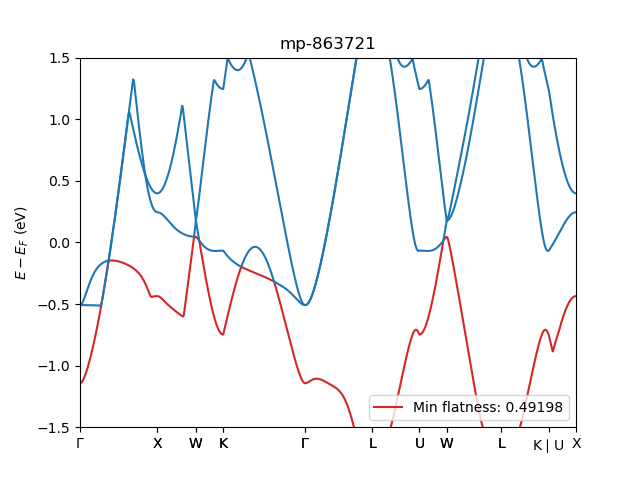 mp-863721
E − E_F (eV)
1.5
1.0
0.5
0.0
−0.5
−1.0
−1.5
Min flatness: 0.49198
Γ X W K Γ L U W L K | U X